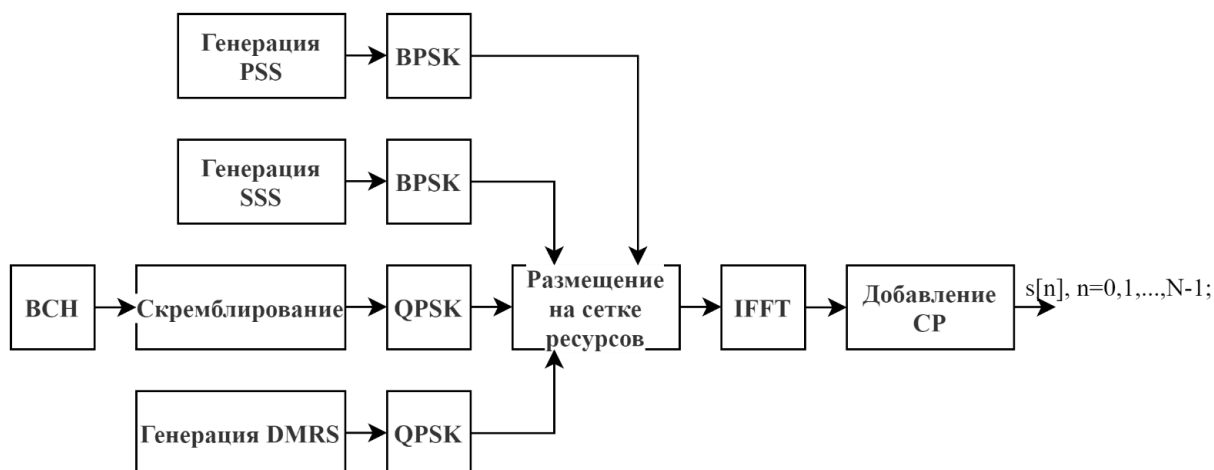 Генерация
PSS
BPSK
Генерация
SSS
BPSK
BCH
Скремблирование
QPSK
Размещение
на сетке
ресурсов
IFFT
Добавление
CP
s[n], n=0,1,...,N-1;
Генерация DMRS
QPSK